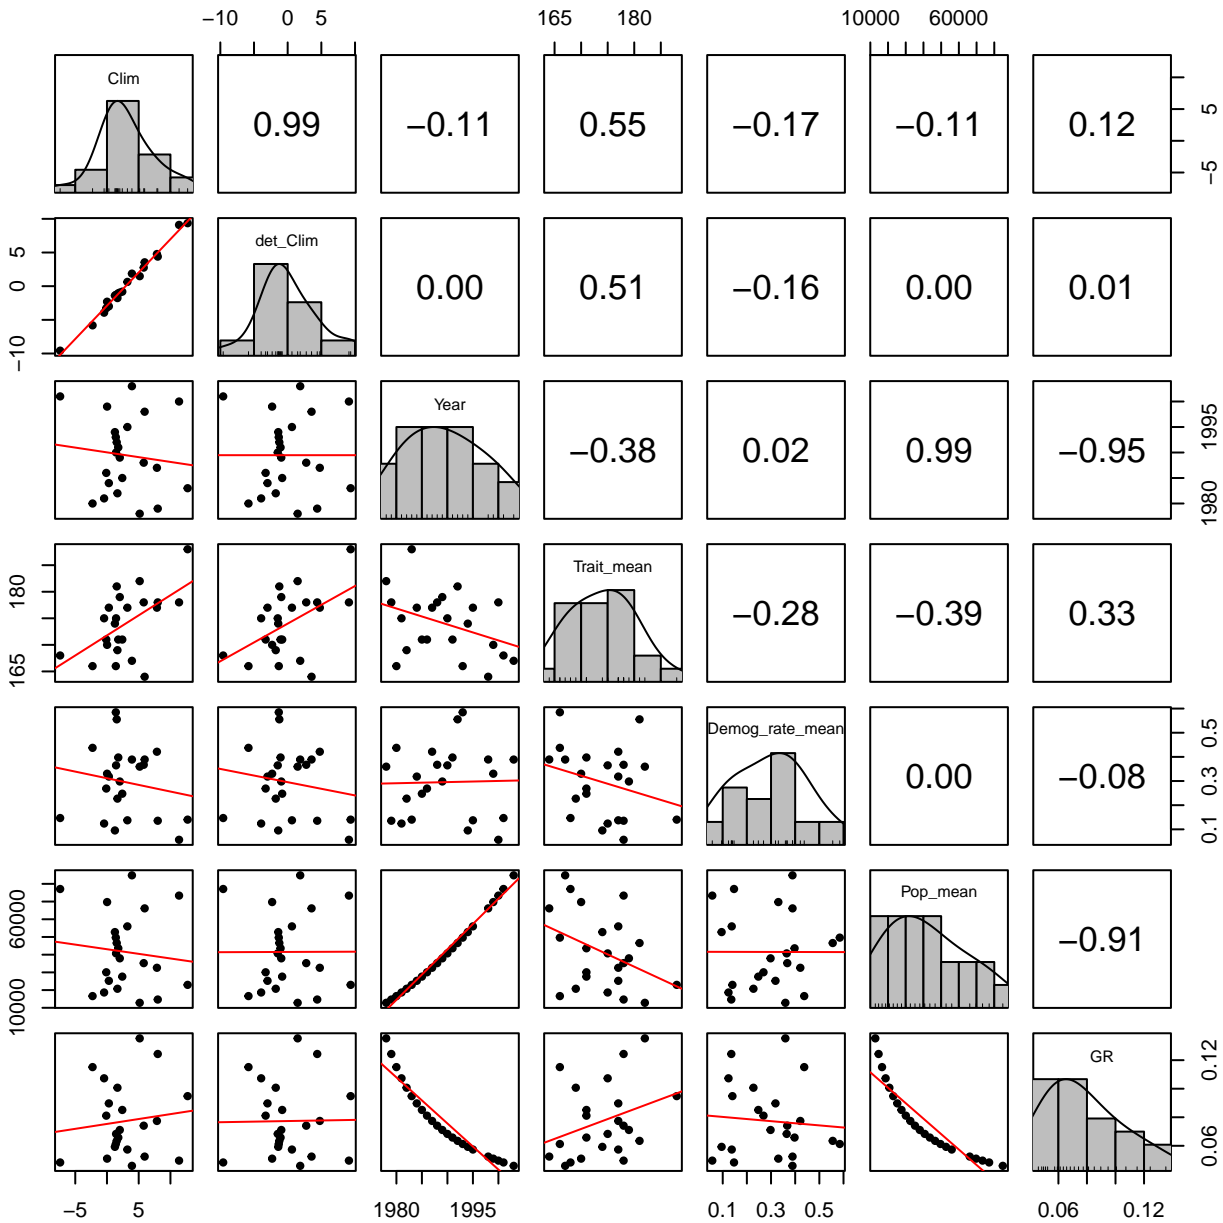 −10 0 5 165 180 10000 60000
Clim 0.99 −0.11 0.55 −0.17 −0.11 0.12 −5 5
−10 0 5 det_Clim 0.00 0.51 −0.16 0.00 0.01
Year −0.38 0.02 0.99 −0.95 1980 1995
165 180 Trait_mean −0.28 −0.39 0.33
Demog_rate_mean 0.00 −0.08 0.1 0.3 0.5
10000 60000 Pop_mean −0.91
GR 0.06 0.12
−5 5 1980 1995 0.1 0.3 0.5 0.06 0.12